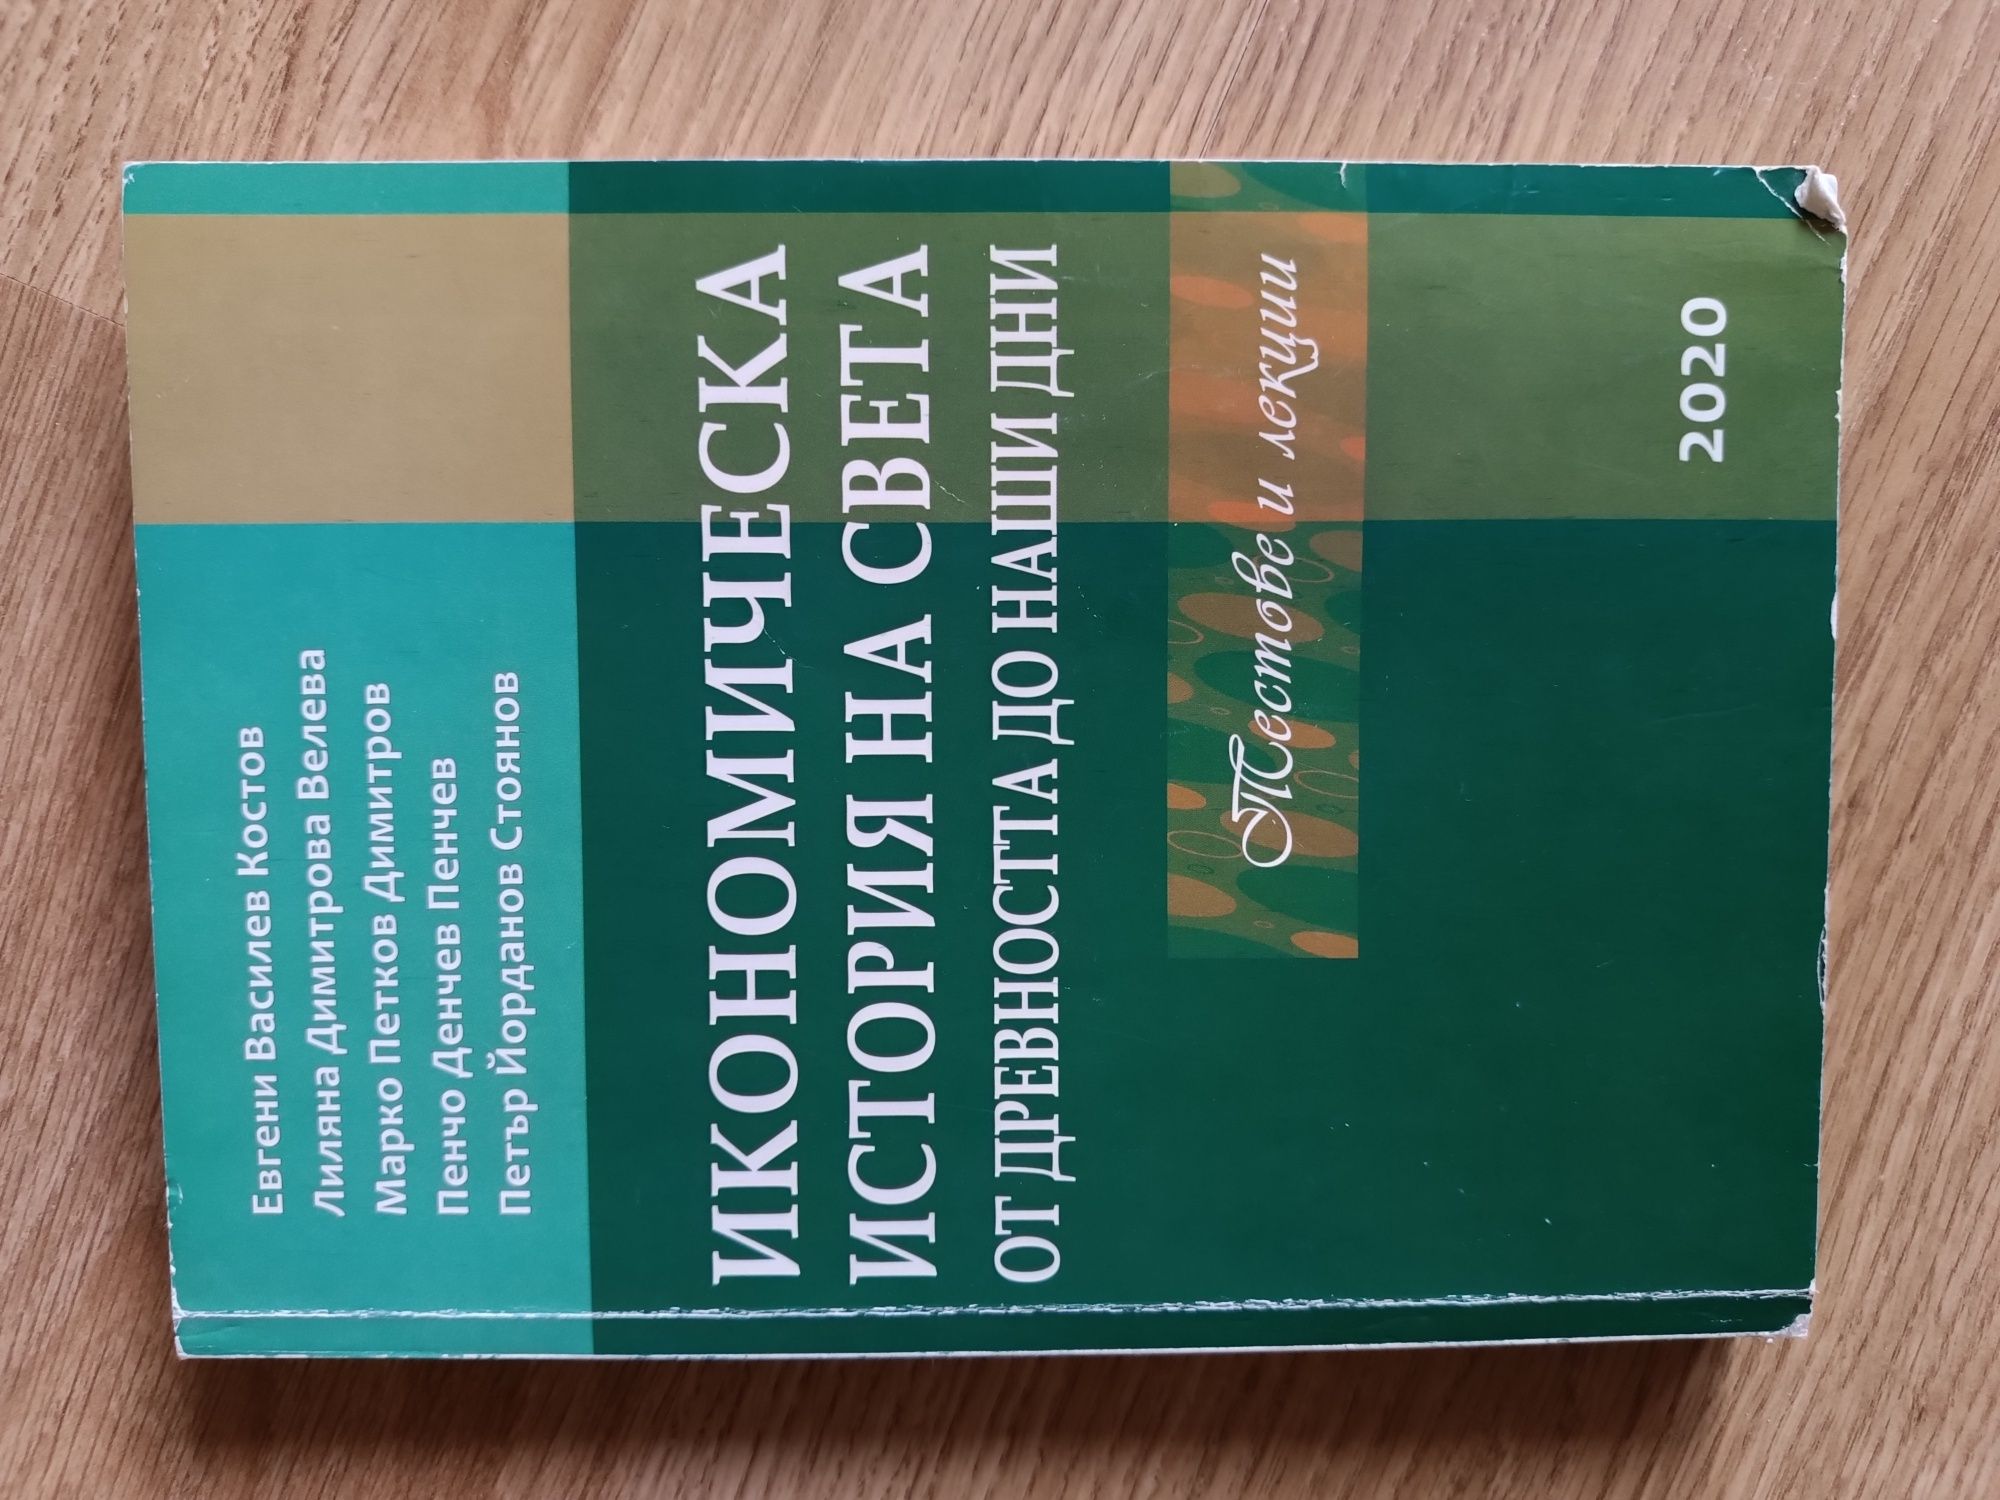 Евгени Василев Костов
Лиляна Димитрова Велева
Марко Петков Димитров
Пенчо Денчев Пенчев
Петър Йорданов Стоянов
ИКОНОМИЧЕСКА
ИСТОРИЯ НА СВЕТА
ОТ ДРЕВНОСТТА ДО НАШИ ДНИ
Тестове и лекции
2020